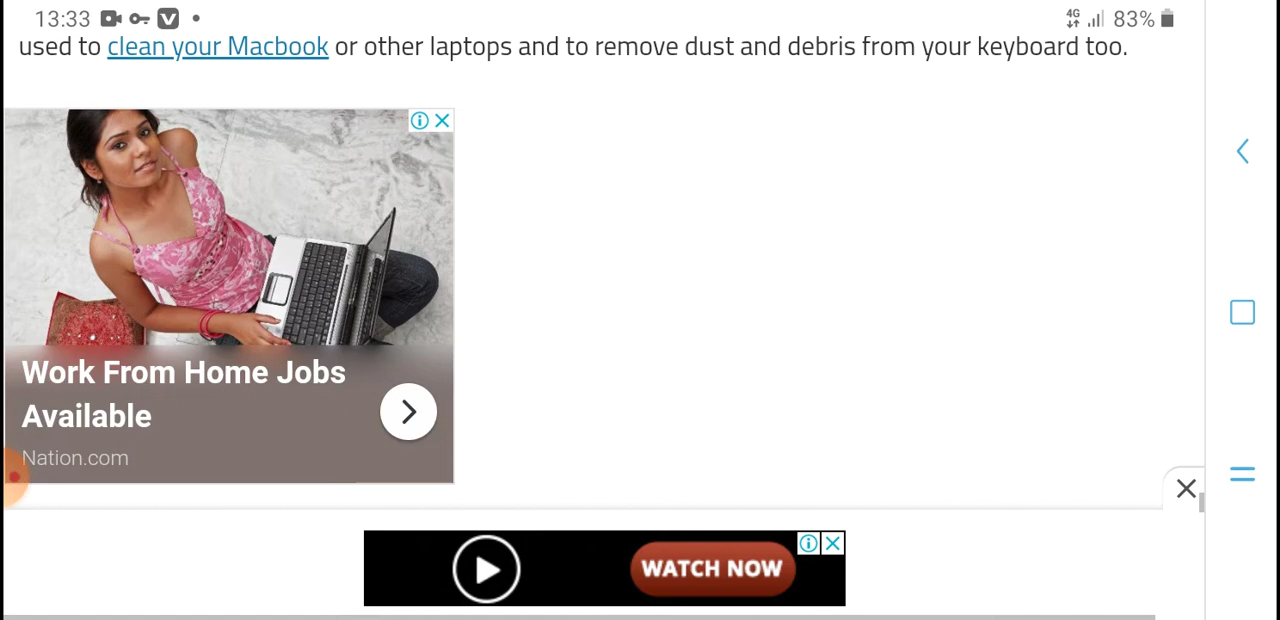 13:33 4G 83%
used to clean your Macbook or other laptops and to remove dust and debris from your keyboard too.
Work From Home Jobs
Available
Nation.com
WATCH NOW